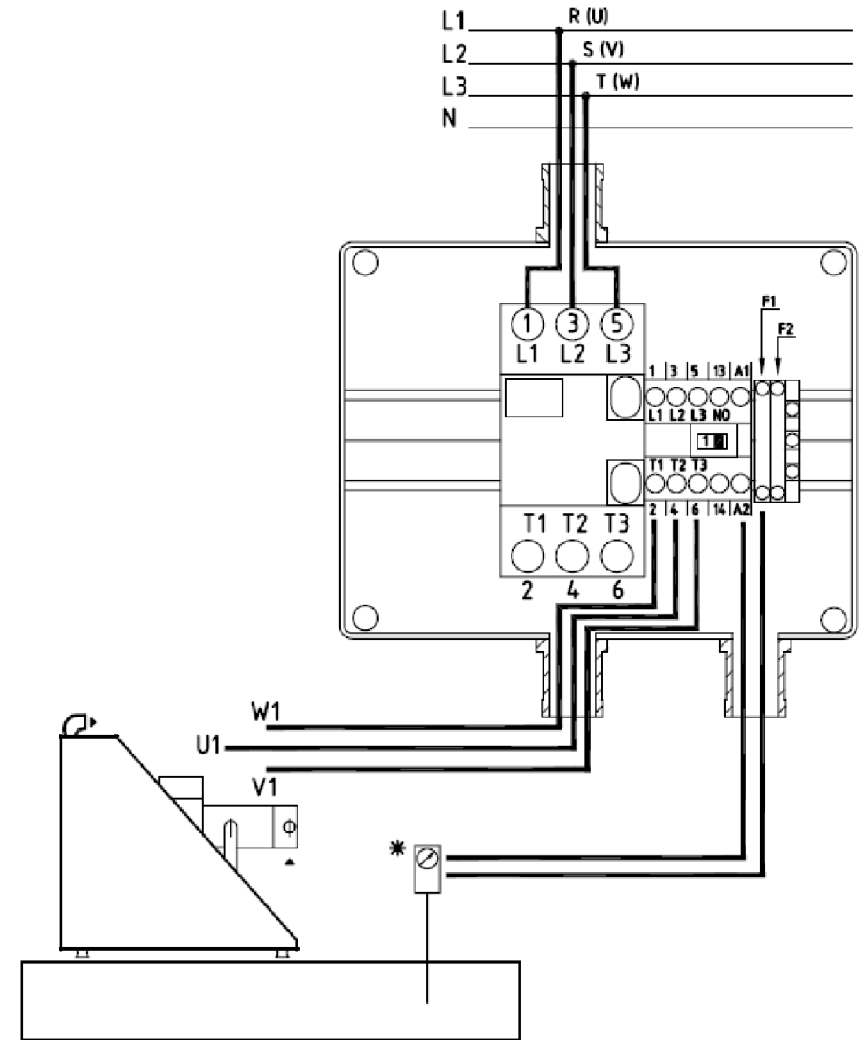 L1 R (U)
L2 S (V)
L3 T (W)
N
F1
F2
1 3 5
L1 L2 L3
1 3 5 13 A1
L1 L2 L3 NO
1
T1 T2 T3
2 4 6 14 A2
T1 T2 T3
2 4 6
W1
U1
V1
*